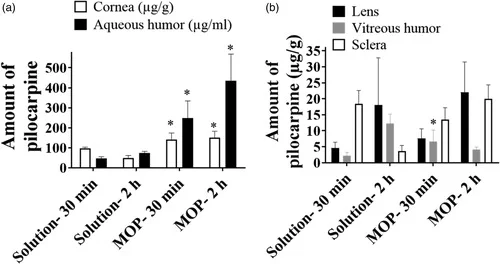 (a)
Cornea (µg/g)
Aqueous humor (µg/ml)
Amount of
pilocarpine
500
400
300
200
100
0
*
*
*
*
Solution- 30 min
Solution- 2 h
MOP- 30 min
MOP- 2 h
(b)
Lens
Vitreous humor
Sclera
Amount of
pilocarpine (µg/g)
35
30
25
20
15
10
5
0
*
Solution- 30 min
Solution- 2 h
MOP- 30 min
MOP- 2 h